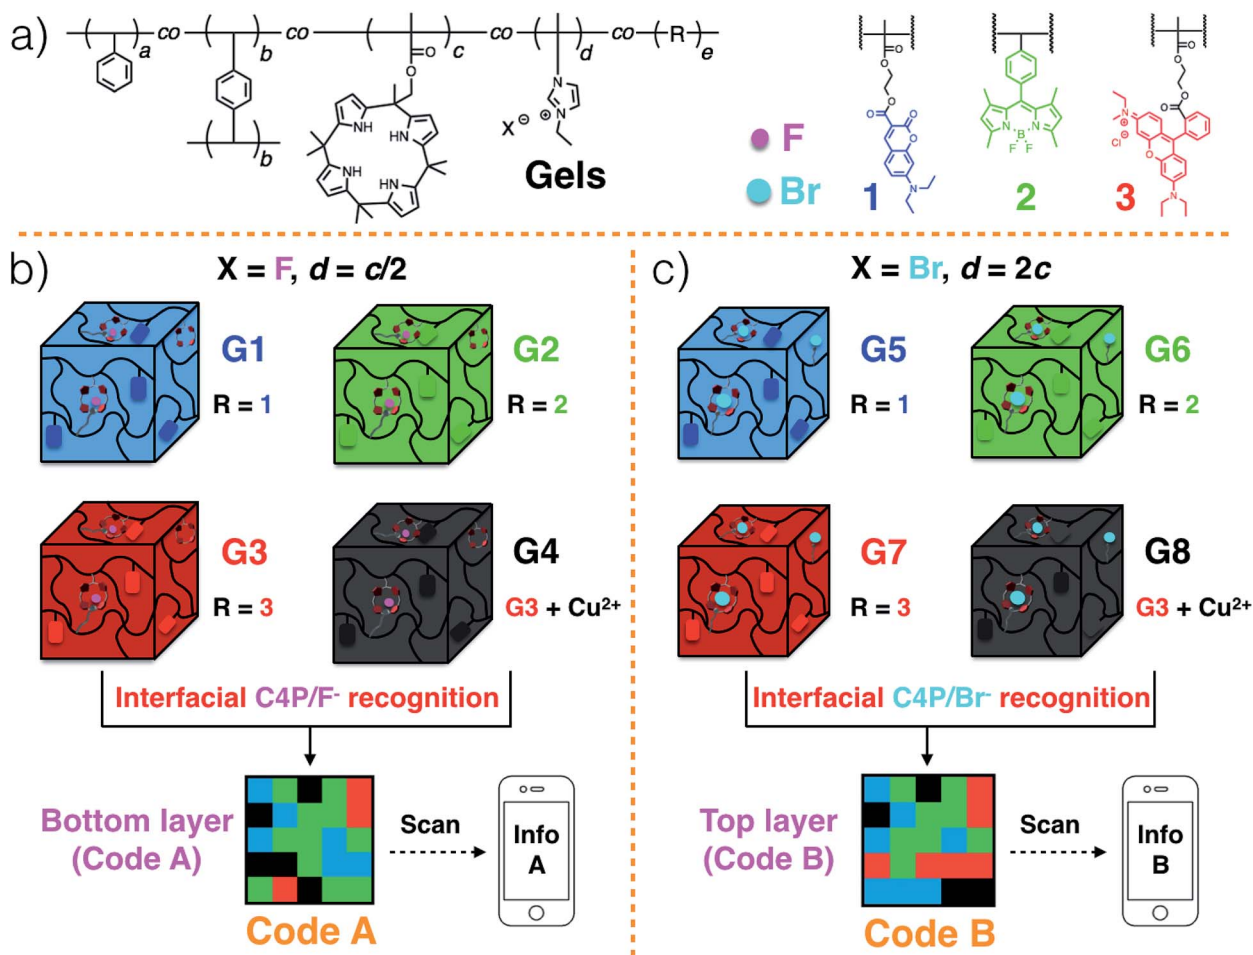 a)
a co b co c co d co R e
O
O
NH HN
NH HN
N
N
X⊖ ⊕
Gels
F
Br
O
O
O
O
O O O
N
1
N N
B
F F
2
O
O
O
O
N
⊕
Cl⊖
O
N
3
b)
X = F, d = c/2
G1
R = 1
G2
R = 2
G3
R = 3
G4
G3 + Cu²⁺
Interfacial C4P/F⁻ recognition
Bottom layer
(Code A)
Scan
Info
A
Code A
c)
X = Br, d = 2c
G5
R = 1
G6
R = 2
G7
R = 3
G8
G3 + Cu²⁺
Interfacial C4P/Br⁻ recognition
Top layer
(Code B)
Scan
Info
B
Code B